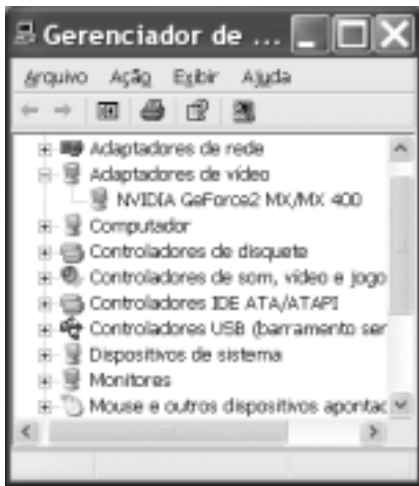 Gerenciador de ...
Arquivo Ação Exibir Ajuda
Adaptadores de rede
Adaptadores de vídeo
NVIDIA GeForce2 MX/MX 400
Computador
Controladores de disquete
Controladores de som, vídeo e jogo
Controladores IDE ATA/ATAPI
Controladores USB (barramento ser
Dispositivos de sistema
Monitores
Mouse e outros dispositivos apontac